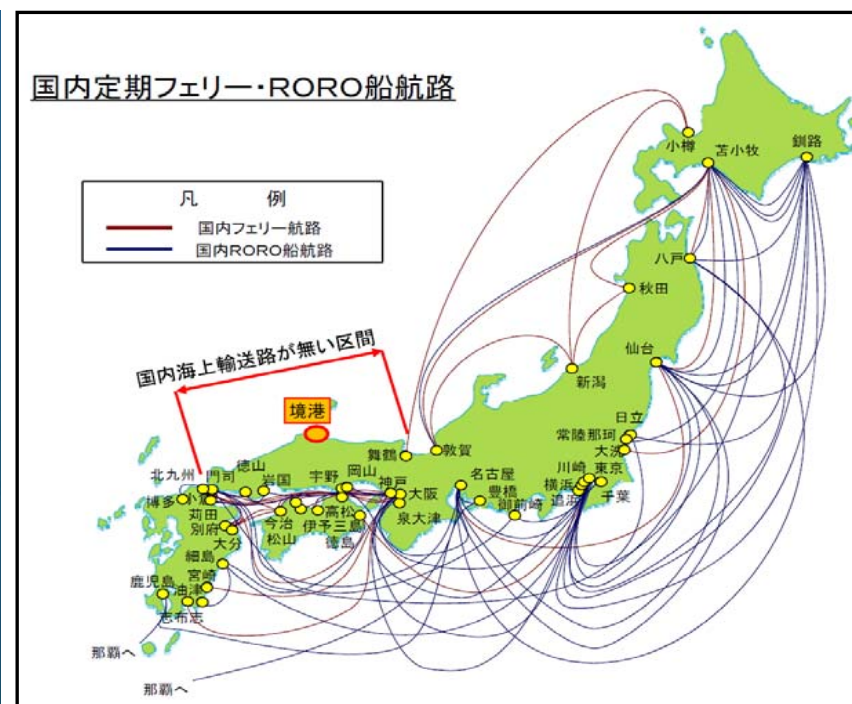 国内定期フェリー・RORO船航路
凡 例
国内フェリー航路
国内RORO船航路
小樽
苫小牧
釧路
八戸
秋田
仙台
新潟
国内海上輸送路が無い区間
境港
舞鶴
敦賀
日立
常陸那珂
大洗
川崎
東京
横浜
追浜
千葉
名古屋
豊橋
御前崎
北九州
門司
徳山
岩国
宇野
岡山
神戸
大阪
泉大津
博多
苅田
別府
大分
今治
松山
高松
伊予三島
徳島
細島
宮崎
鹿児島
油津
志布志
那覇へ
那覇へ